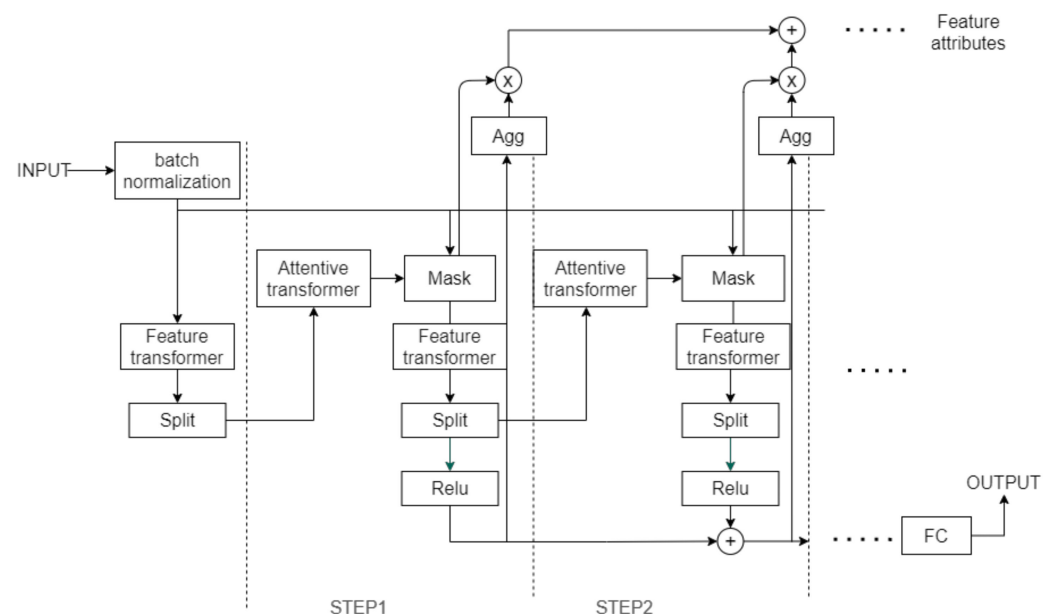 Feature
attributes
+
X
X
Agg
Agg
INPUT
batch
normalization
Attentive
transformer
Mask
Attentive
transformer
Mask
Feature
transformer
Feature
transformer
Feature
transformer
Split
Split
Split
Relu
Relu
OUTPUT
+
FC
STEP1
STEP2